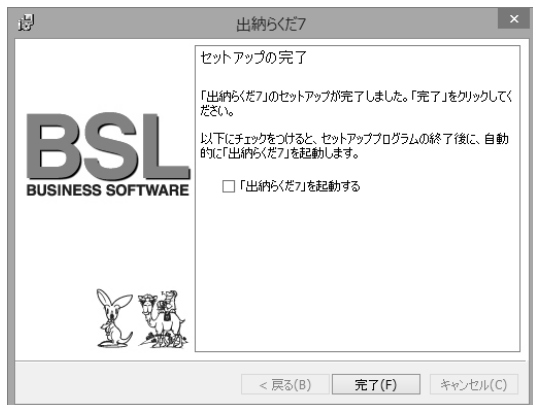 出納らくだ7
×
セットアップの完了
「出納らくだ7」のセットアップが完了しました。「完了」をクリックしてく
ださい。
以下にチェックをつけると、セットアッププログラムの終了後に、自動
的に「出納らくだ7」を起動します。
「出納らくだ7」を起動する
BSL
BUSINESS SOFTWARE
< 戻る(B)
完了(F)
キャンセル(C)